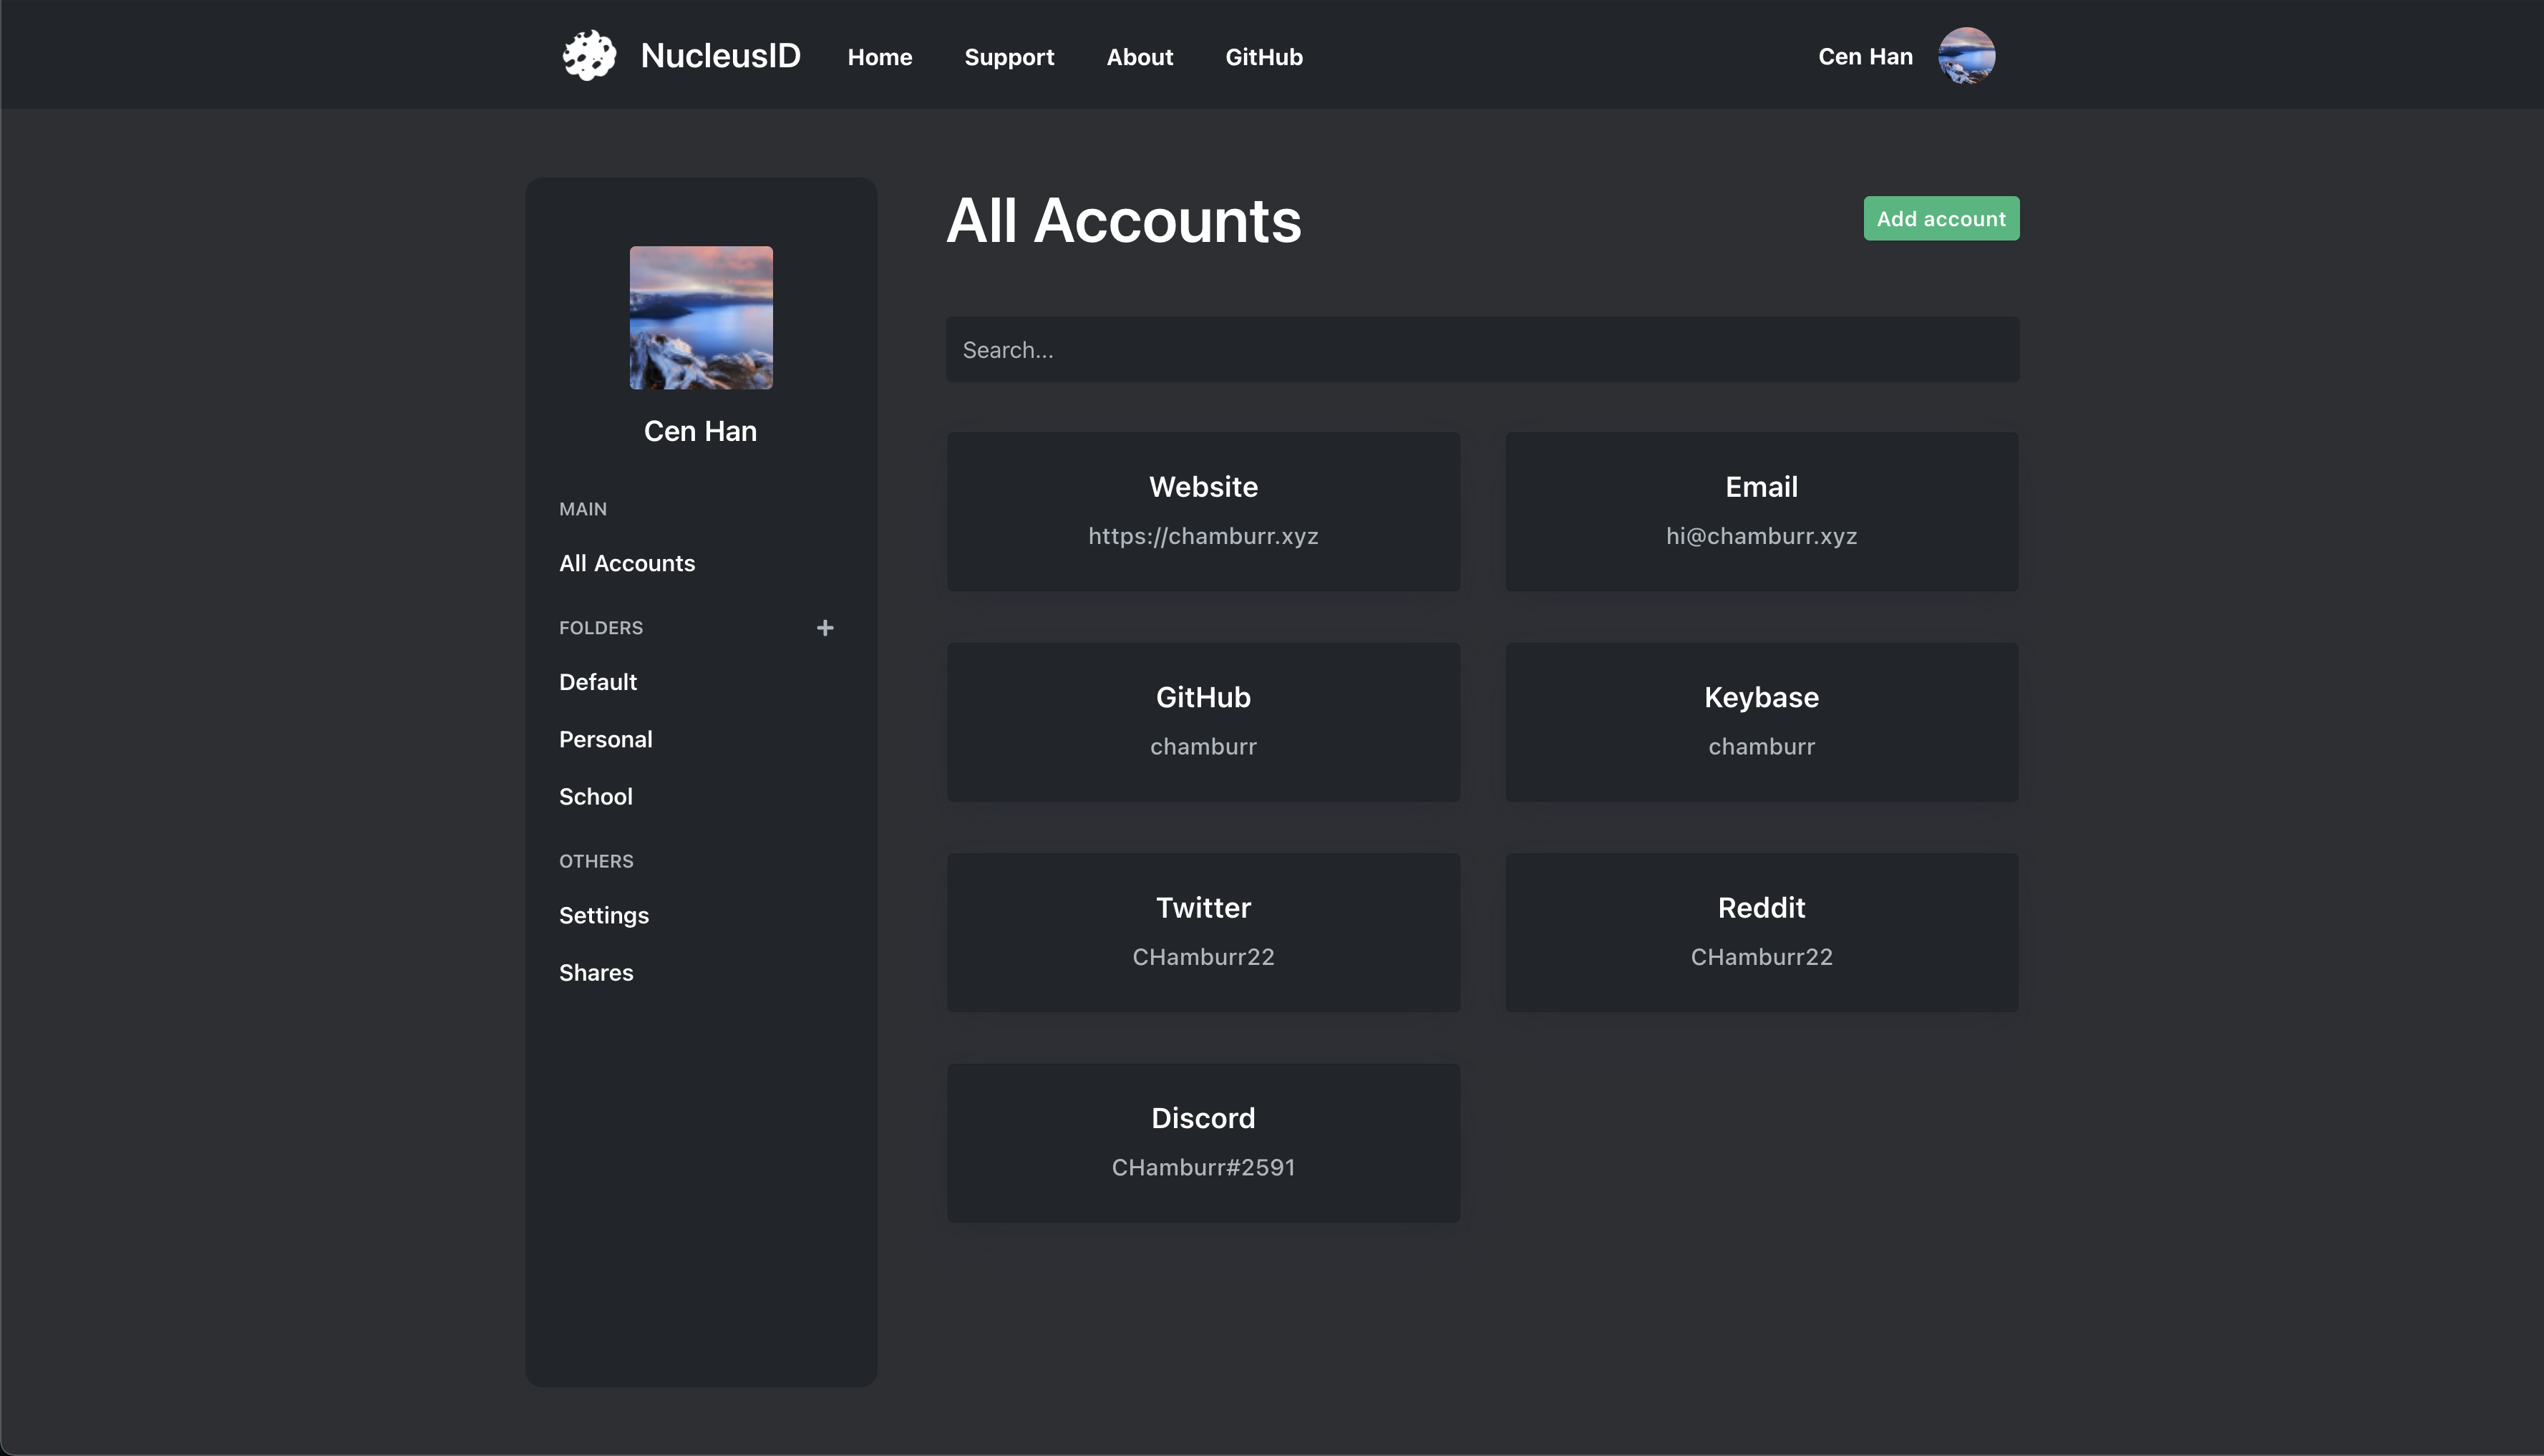 NucleusID
Home
Support
About
GitHub
Cen Han
Cen Han
MAIN
All Accounts
FOLDERS
Default
Personal
School
OTHERS
Settings
Shares
All Accounts
Add account
Search...
Website
https://chamburr.xyz
Email
hi@chamburr.xyz
GitHub
chamburr
Keybase
chamburr
Twitter
CHamburr22
Reddit
CHamburr22
Discord
CHamburr#2591